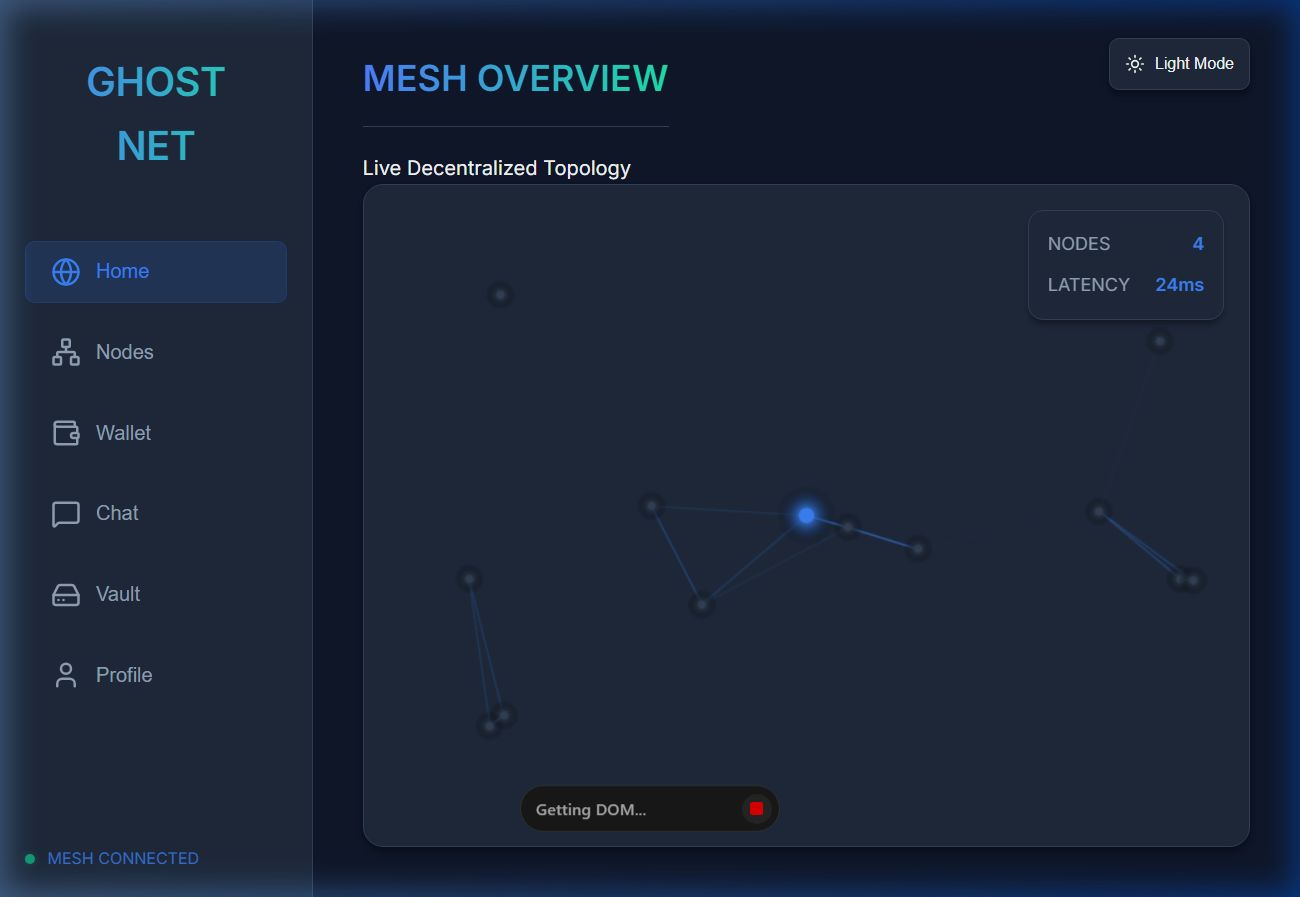 GHOST
NET
Home
Nodes
Wallet
Chat
Vault
Profile
MESH CONNECTED
MESH OVERVIEW
Light Mode
Live Decentralized Topology
NODES 4
LATENCY 24ms
Getting DOM...